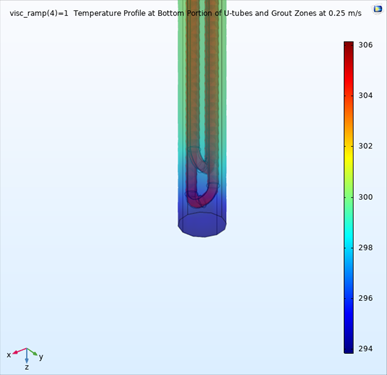 visc_ramp(4)=1 Temperature Profile at Bottom Portion of U-tubes and Grout Zones at 0.25 m/s
306
304
302
300
298
296
294
x
y
z